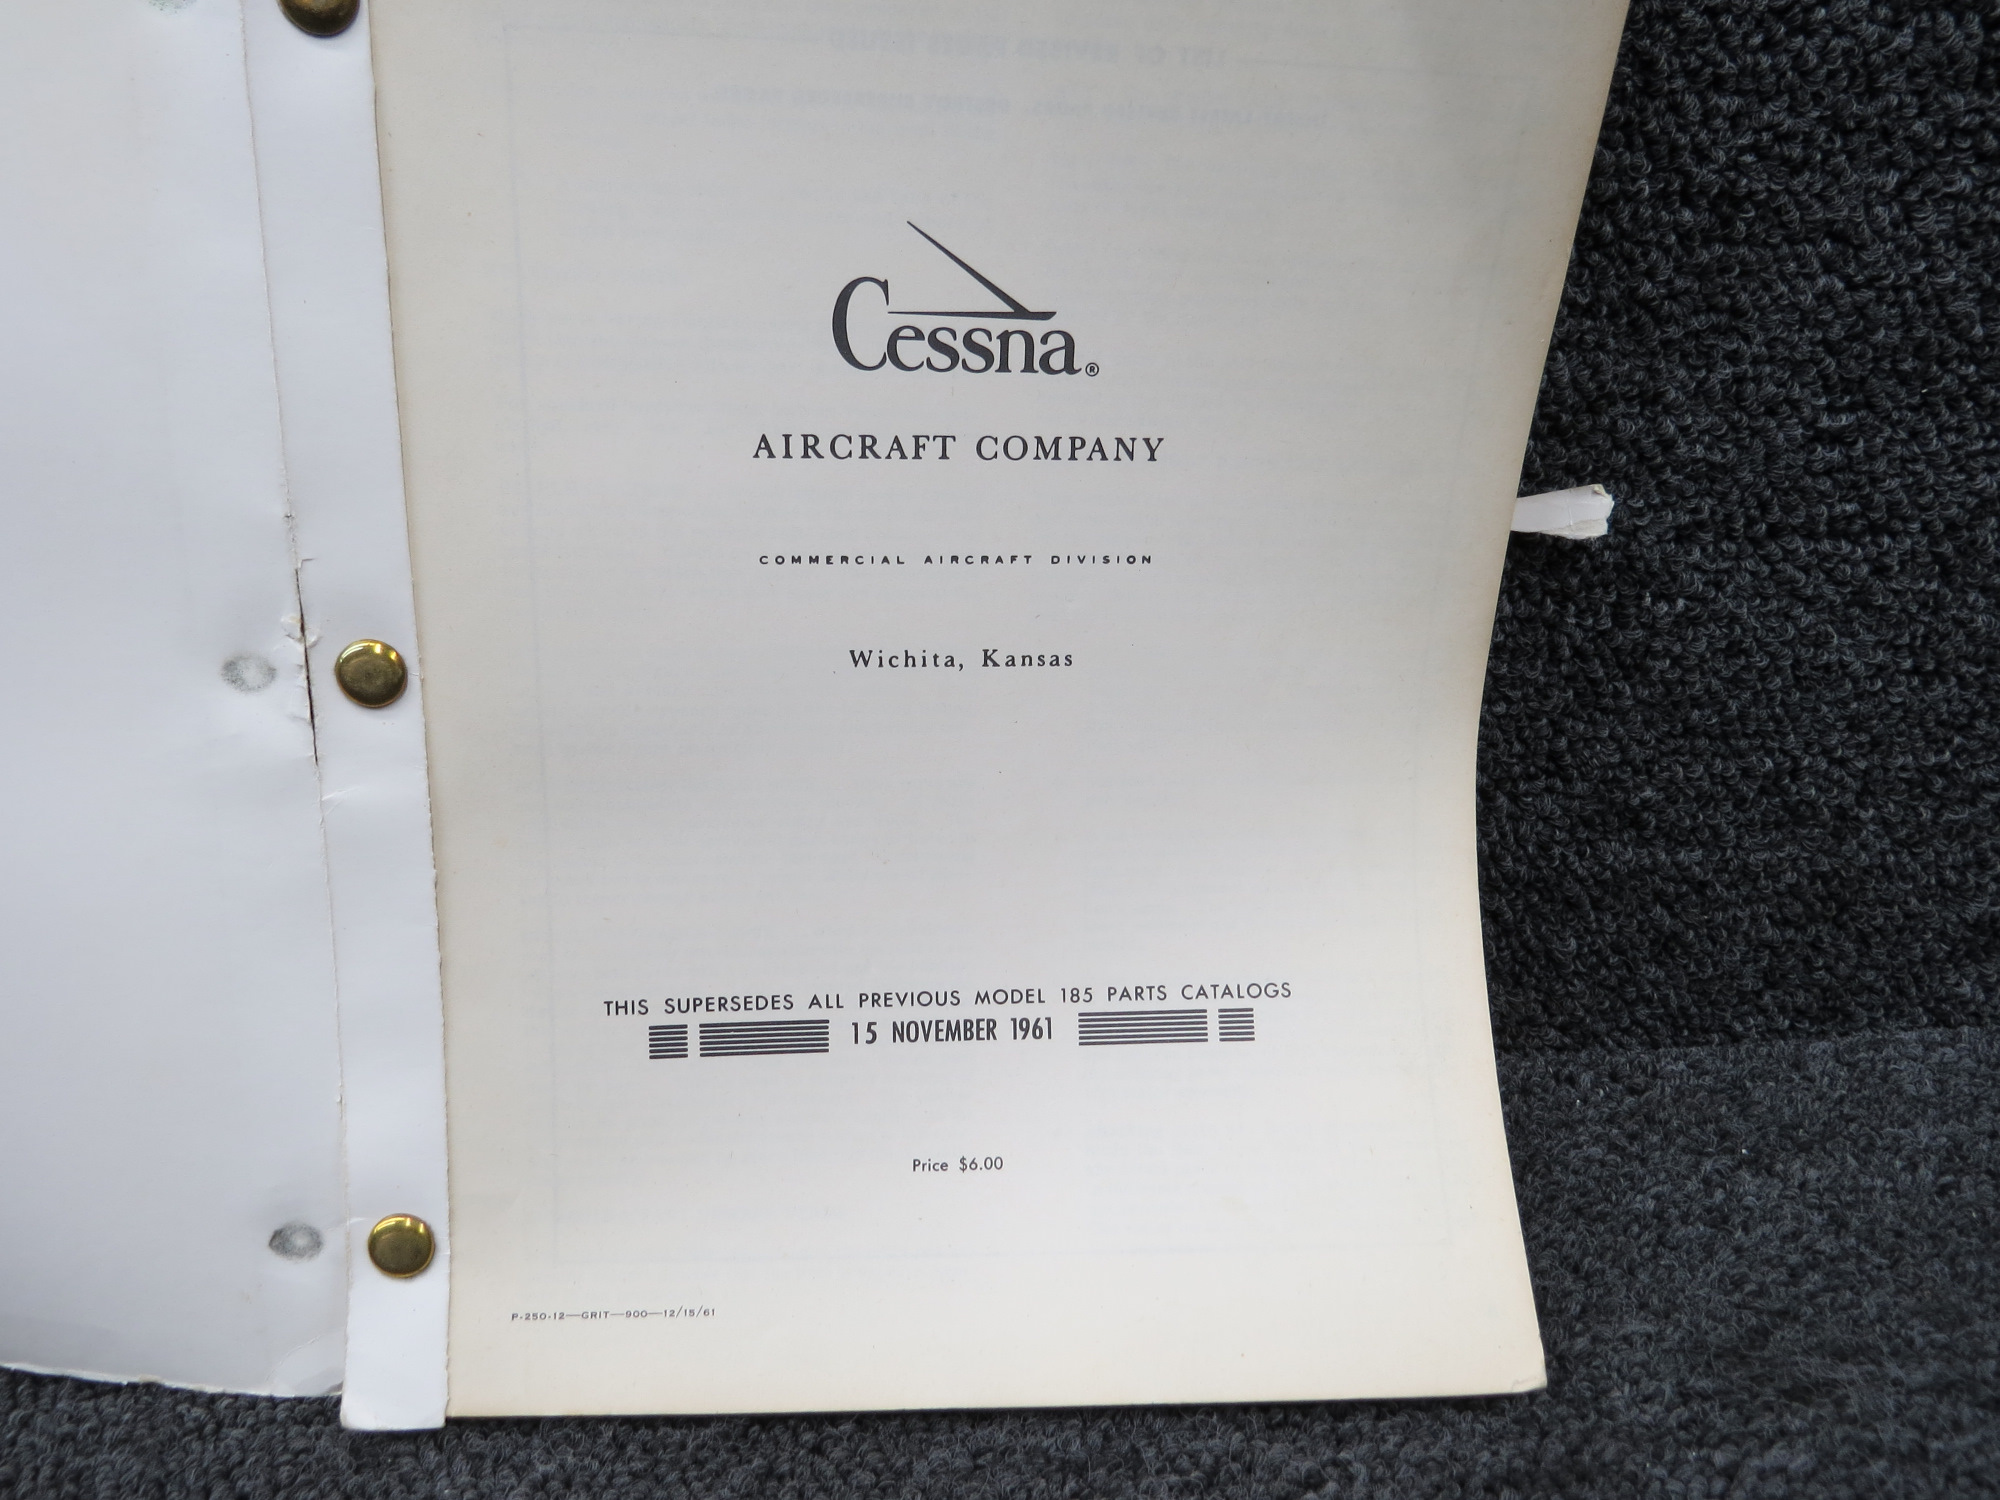 Cessna®
AIRCRAFT COMPANY
COMMERCIAL AIRCRAFT DIVISION
Wichita, Kansas
THIS SUPERSEDES ALL PREVIOUS MODEL 185 PARTS CATALOGS
15 NOVEMBER 1961
Price $6.00
P-250-12—GRIT—900—12/15/61